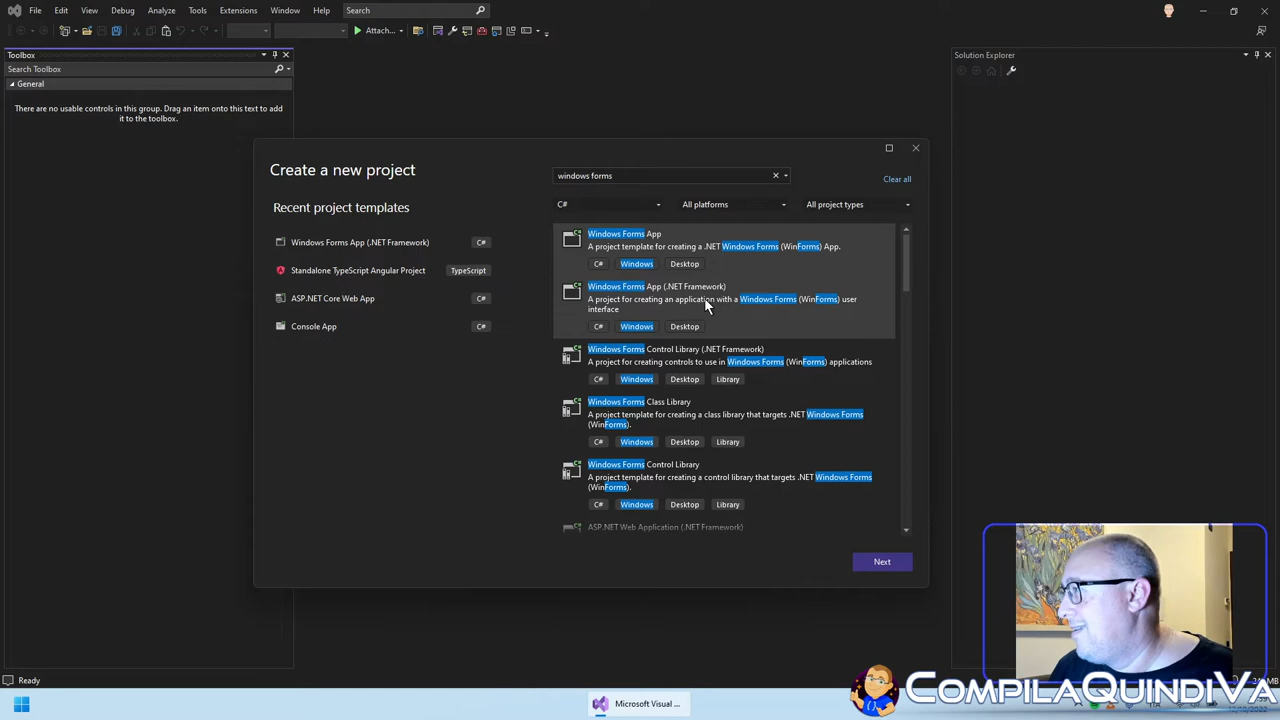 File Edit View Debug Analyze Tools Extensions Window Help Search
Attach...
Toolbox
Solution Explorer
Search Toolbox
General
There are no usable controls in this group. Drag an item onto this text to add
it to the toolbox.
Create a new project
windows forms
Clear all
Recent project templates
C# All platforms All project types
Windows Forms App (.NET Framework) C#
Standalone TypeScript Angular Project TypeScript
ASP.NET Core Web App C#
Console App C#
Windows Forms App
A project template for creating a .NET Windows Forms (WinForms) App.
C# Windows Desktop
Windows Forms App (.NET Framework)
A project for creating an application with a Windows Forms (WinForms) user
interface
C# Windows Desktop
Windows Forms Control Library (.NET Framework)
A project for creating controls to use in Windows Forms (WinForms) applications
C# Windows Desktop Library
Windows Forms Class Library
A project template for creating a class library that targets .NET Windows Forms
(WinForms).
C# Windows Desktop Library
Windows Forms Control Library
A project template for creating a control library that targets .NET Windows Forms
(WinForms).
C# Windows Desktop Library
ASP.NET Web Application (.NET Framework)
Next
Ready
Microsoft Visual ...
COMPILAQUINDIVA